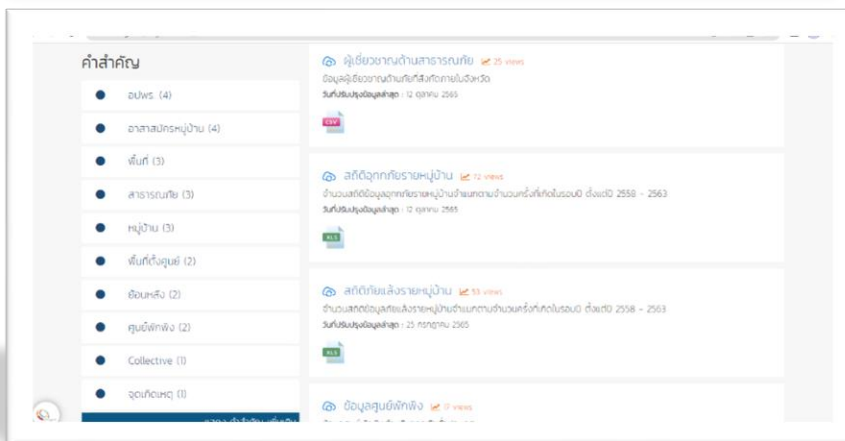 คำสำคัญ
อปพร. (4)
อาสาสมัครหมู่บ้าน (4)
พื้นที่ (3)
สาธารณภัย (3)
หมู่บ้าน (3)
พื้นที่ตั้งศูนย์ (2)
ย้อนหลัง (2)
ศูนย์พักพิง (2)
Collective (1)
จุดเกิดเหตุ (1)
ผู้เชี่ยวชาญด้านสาธารณภัย 25 views
ข้อมูลผู้เชี่ยวชาญด้านภัยที่สังกัดภายในจังหวัด
วันที่ปรับปรุงข้อมูลล่าสุด : 12 ตุลาคม 2565
CSV
สถิติอุทกภัยรายหมู่บ้าน 72 views
จำนวนสถิติข้อมูลอุทกภัยรายหมู่บ้านจำแนกตามจำนวนครั้งที่เกิดในรอบปี ตั้งแต่ปี 2558 - 2563
วันที่ปรับปรุงข้อมูลล่าสุด : 12 ตุลาคม 2565
XLS
สถิติภัยแล้งรายหมู่บ้าน 53 views
จำนวนสถิติข้อมูลภัยแล้งรายหมู่บ้านจำแนกตามจำนวนครั้งที่เกิดในรอบปี ตั้งแต่ปี 2558 - 2563
วันที่ปรับปรุงข้อมูลล่าสุด : 25 กรกฎาคม 2565
XLS
ข้อมูลศูนย์พักพิง 17 views